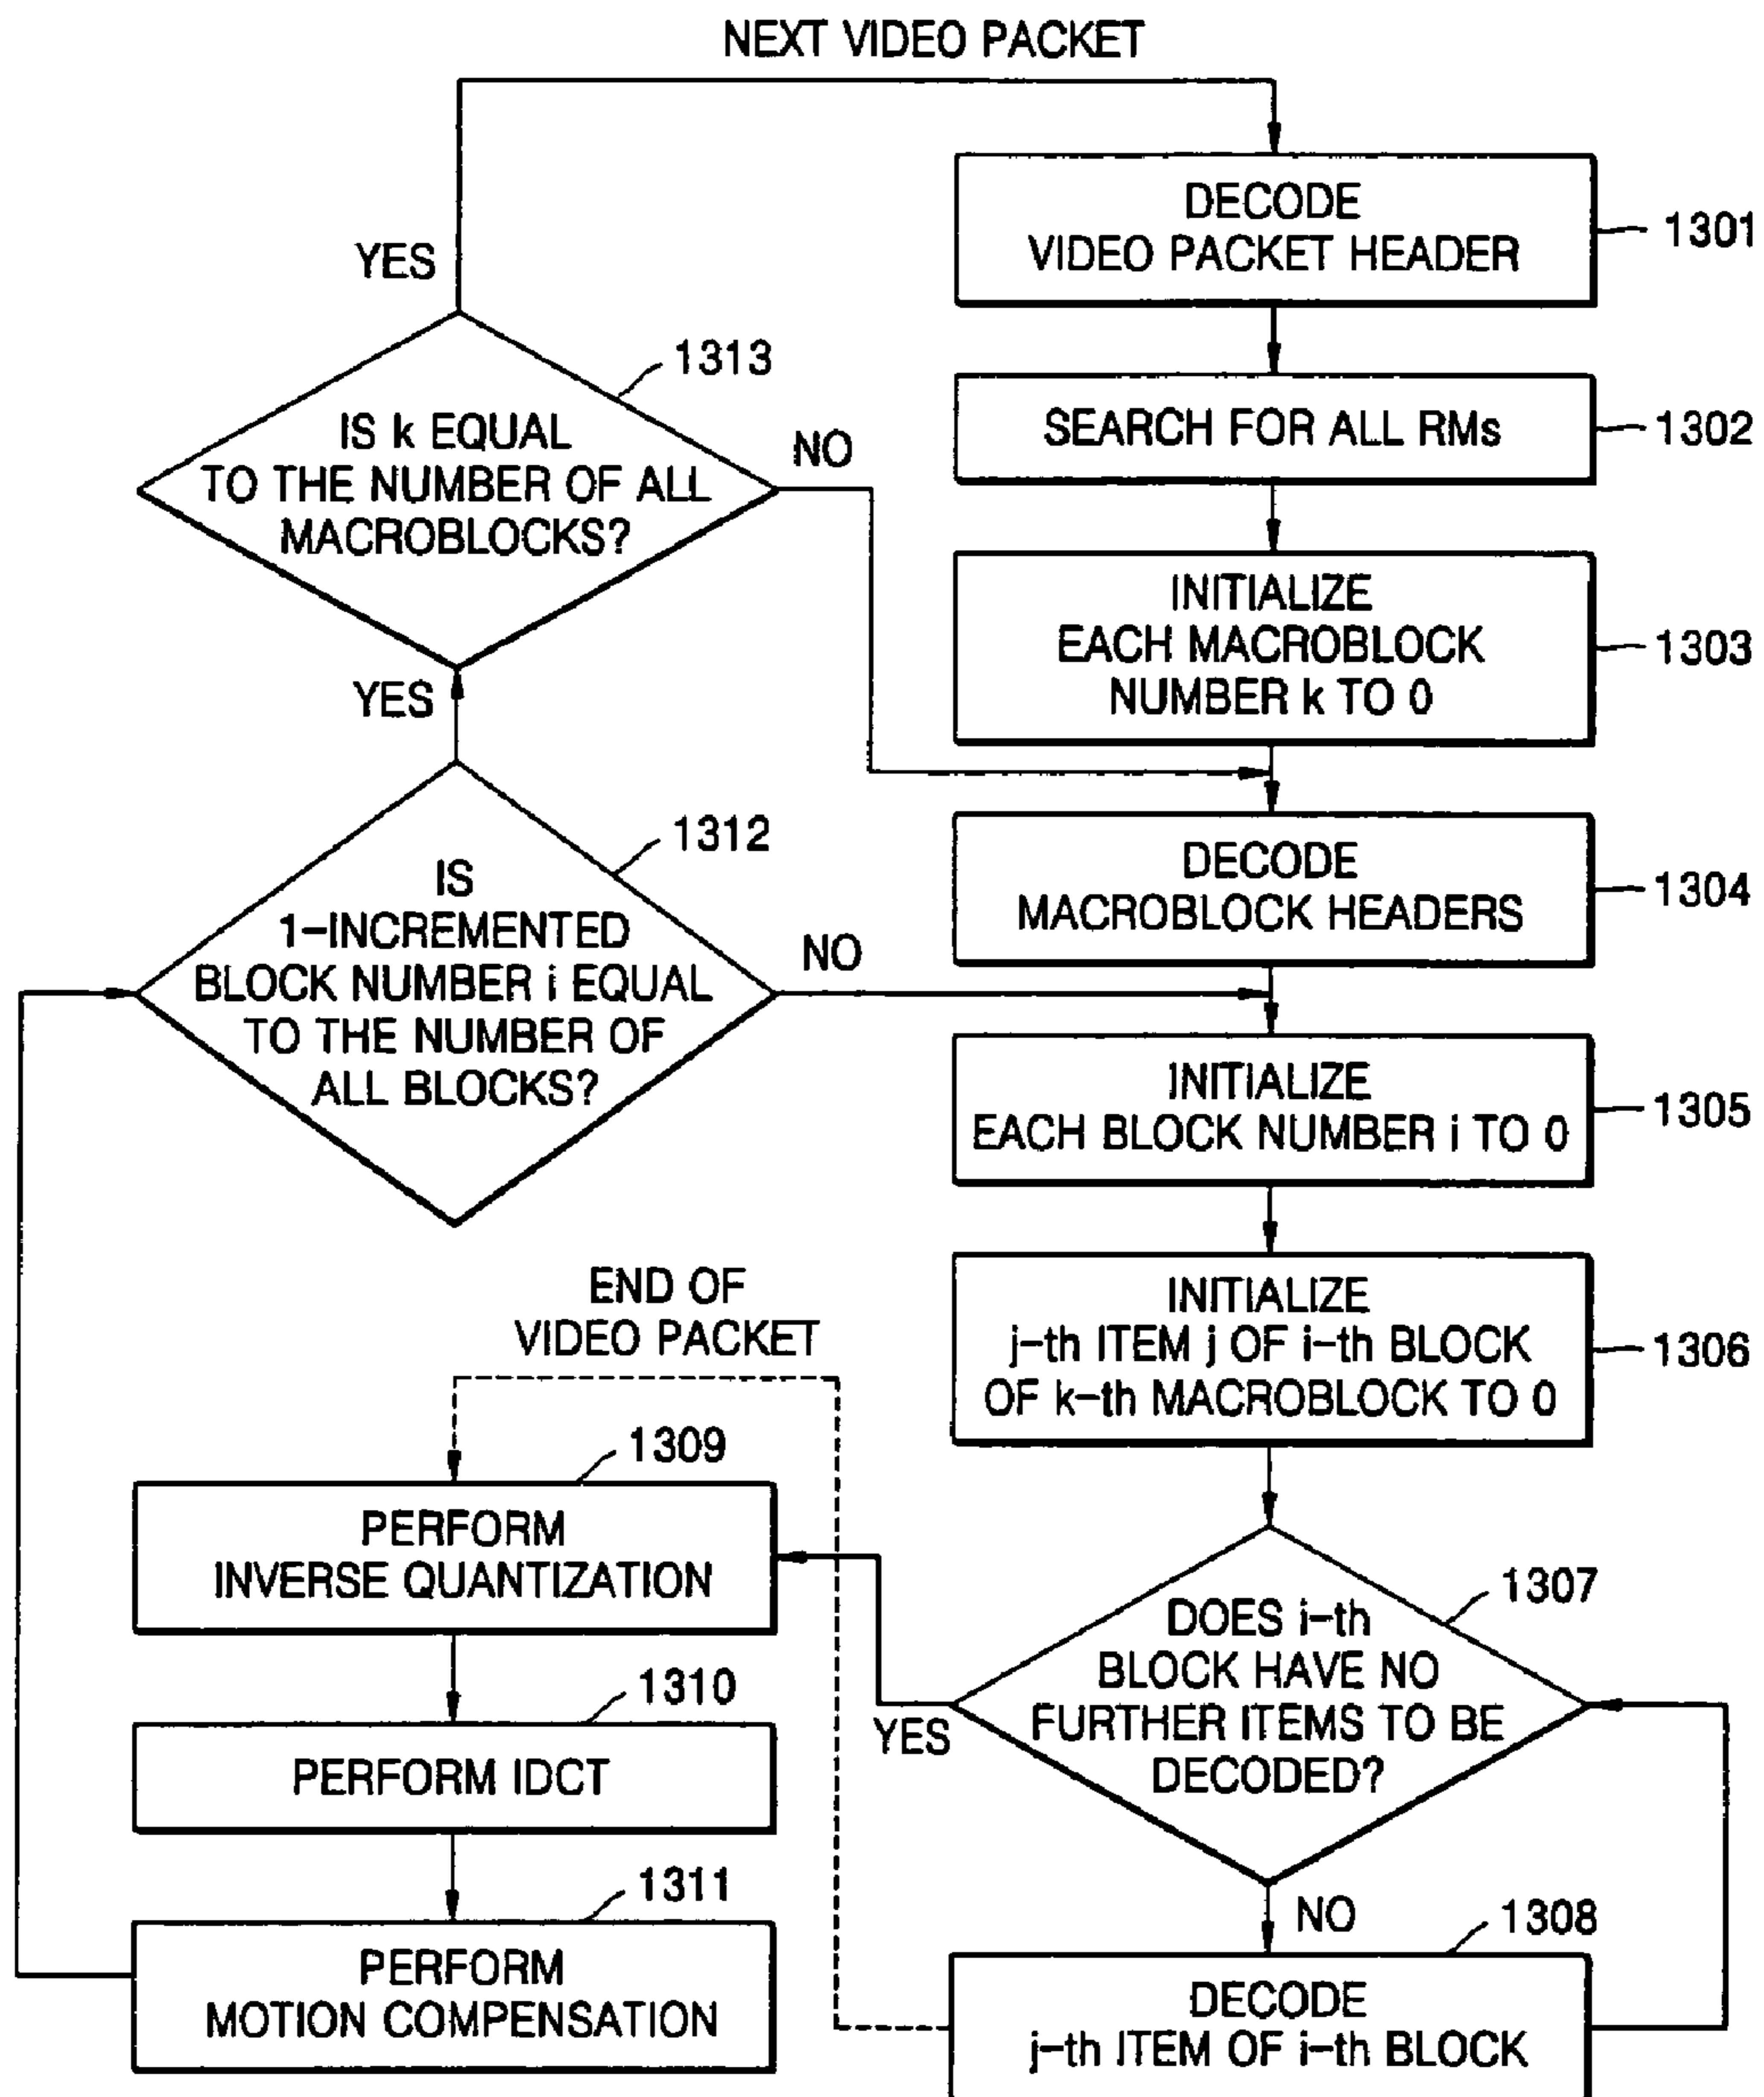 NEXT VIDEO PACKET
DECODE
VIDEO PACKET HEADER
1301
YES
1313
IS k EQUAL
TO THE NUMBER OF ALL
MACROBLOCKS?
NO
SEARCH FOR ALL RMs
1302
INITIALIZE
EACH MACROBLOCK
NUMBER k TO 0
1303
YES
1312
IS
1-INCREMENTED
BLOCK NUMBER i EQUAL
TO THE NUMBER OF
ALL BLOCKS?
NO
DECODE
MACROBLOCK HEADERS
1304
INITIALIZE
EACH BLOCK NUMBER i TO 0
1305
END OF
VIDEO PACKET
INITIALIZE
j-th ITEM j OF i-th BLOCK
OF k-th MACROBLOCK TO 0
1306
1309
PERFORM
INVERSE QUANTIZATION
1307
DOES i-th
BLOCK HAVE NO
FURTHER ITEMS TO BE
DECODED?
YES
1310
PERFORM IDCT
NO
1311
PERFORM
MOTION COMPENSATION
1308
DECODE
j-th ITEM OF i-th BLOCK